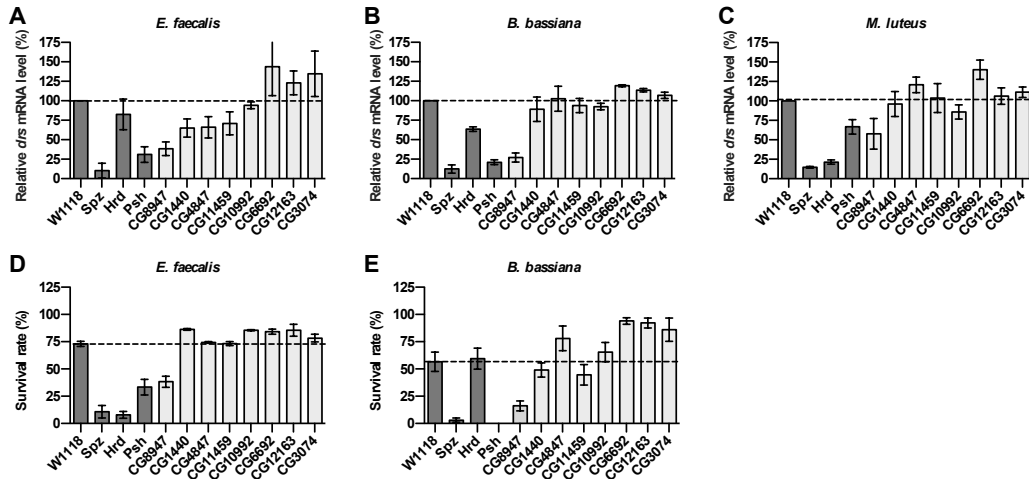 A
E. faecalis
Relative drs mRNA level (%)
175
150
125
100
75
50
25
0
W1118
Spz
Hrd
Psh
CG8947
CG1440
CG4847
CG11459
CG10992
CG6692
CG12163
CG3074
B
B. bassiana
Relative drs mRNA level (%)
175
150
125
100
75
50
25
0
W1118
Spz
Hrd
Psh
CG8947
CG1440
CG4847
CG11459
CG10992
CG6692
CG12163
CG3074
C
M. luteus
Relative drs mRNA level (%)
175
150
125
100
75
50
25
0
W1118
Spz
Hrd
Psh
CG8947
CG1440
CG4847
CG11459
CG10992
CG6692
CG12163
CG3074
D
E. faecalis
Survival rate (%)
125
100
75
50
25
0
W1118
Spz
Hrd
Psh
CG8947
CG1440
CG4847
CG11459
CG10992
CG6692
CG12163
CG3074
E
B. bassiana
Survival rate (%)
125
100
75
50
25
0
W1118
Spz
Hrd
Psh
CG8947
CG1440
CG4847
CG11459
CG10992
CG6692
CG12163
CG3074